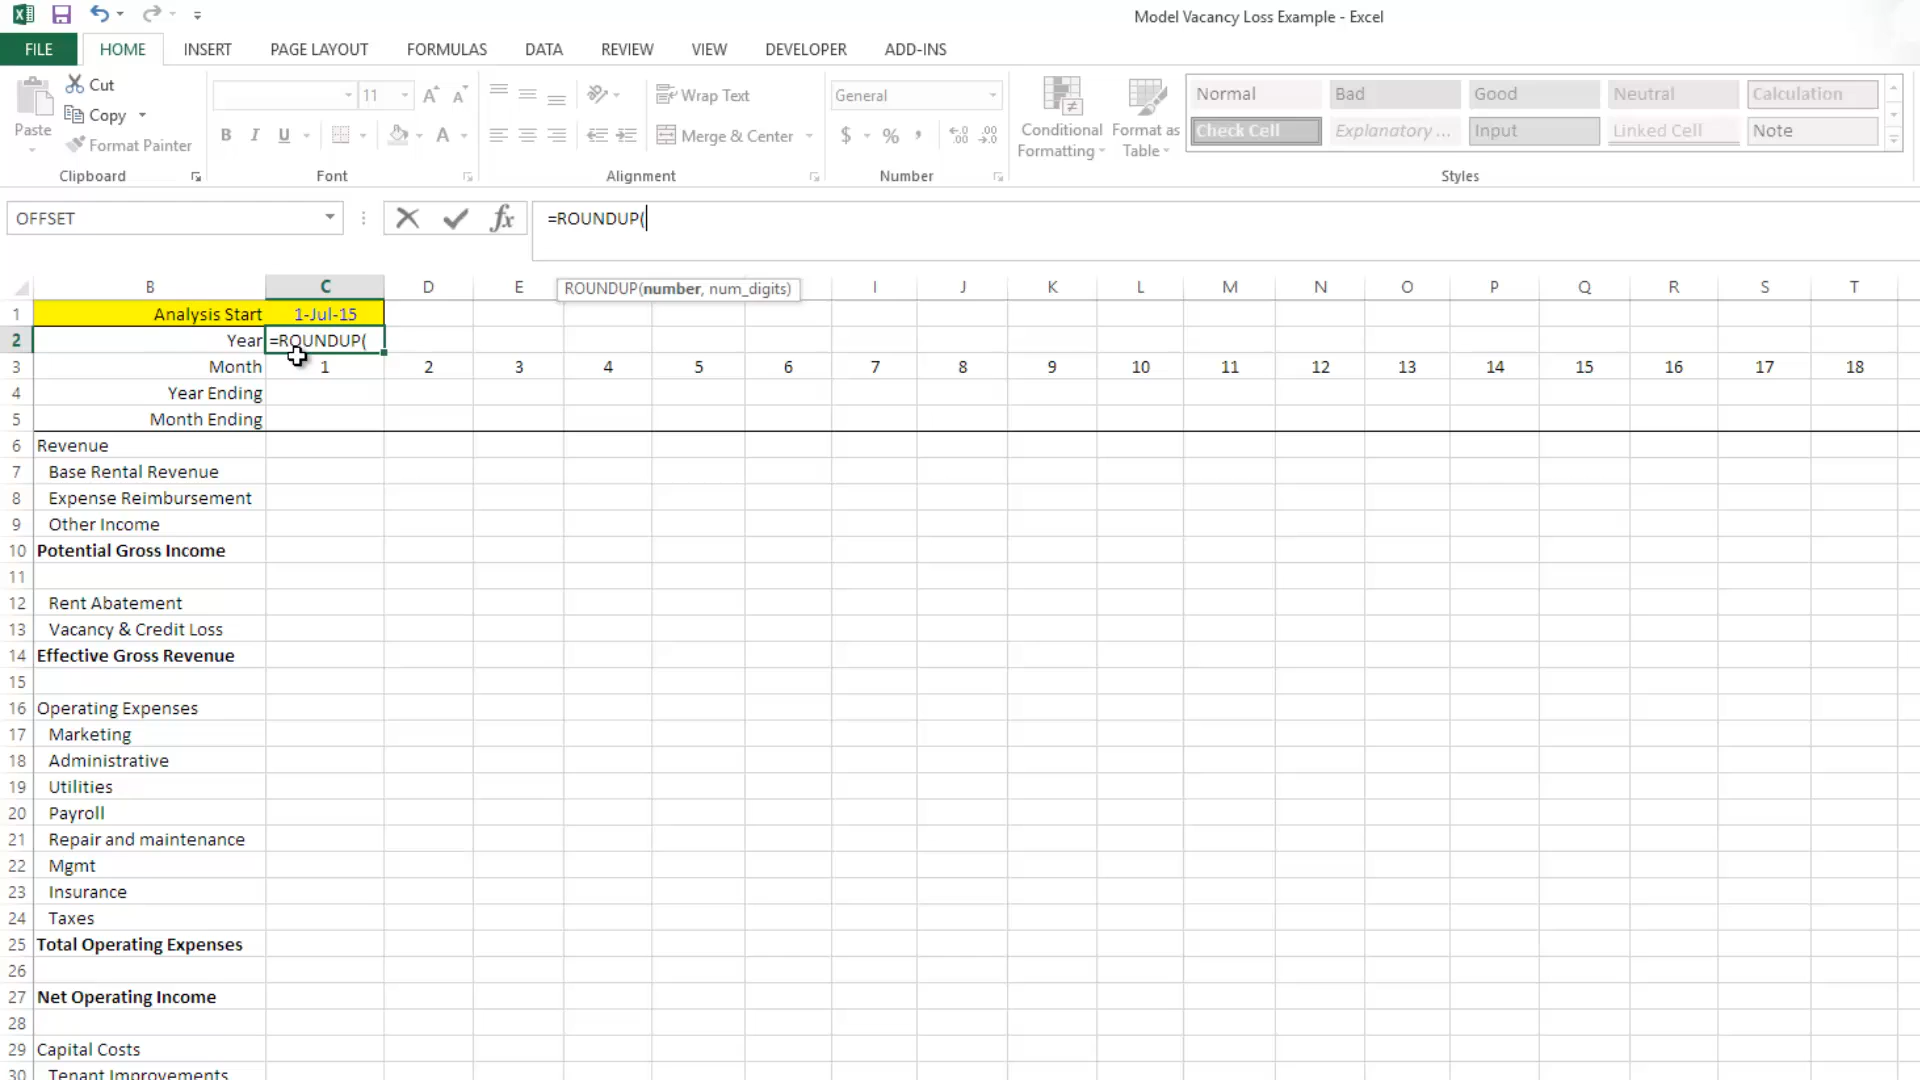 Model Vacancy Loss Example - Excel
FILE HOME INSERT PAGE LAYOUT FORMULAS DATA REVIEW VIEW DEVELOPER ADD-INS
Paste
Cut
Copy
Format Painter
Clipboard
11
B I U
Font
Wrap Text
Merge & Center
Alignment
General
$ % ,
Number
Conditional Formatting
Format as Table
Normal Bad Good Neutral Calculation
Check Cell Explanatory ... Input Linked Cell Note
Styles
OFFSET
fx
=ROUNDUP(
ROUNDUP(number, num_digits)
B C D E I J K L M N O P Q R S T
1 Analysis Start 1-Jul-15
2 Year =ROUNDUP(
3 Month 1 2 3 4 5 6 7 8 9 10 11 12 13 14 15 16 17 18
4 Year Ending
5 Month Ending
6 Revenue
7 Base Rental Revenue
8 Expense Reimbursement
9 Other Income
10 Potential Gross Income
11
12 Rent Abatement
13 Vacancy & Credit Loss
14 Effective Gross Revenue
15
16 Operating Expenses
17 Marketing
18 Administrative
19 Utilities
20 Payroll
21 Repair and maintenance
22 Mgmt
23 Insurance
24 Taxes
25 Total Operating Expenses
26
27 Net Operating Income
28
29 Capital Costs
30 Tenant Improvements